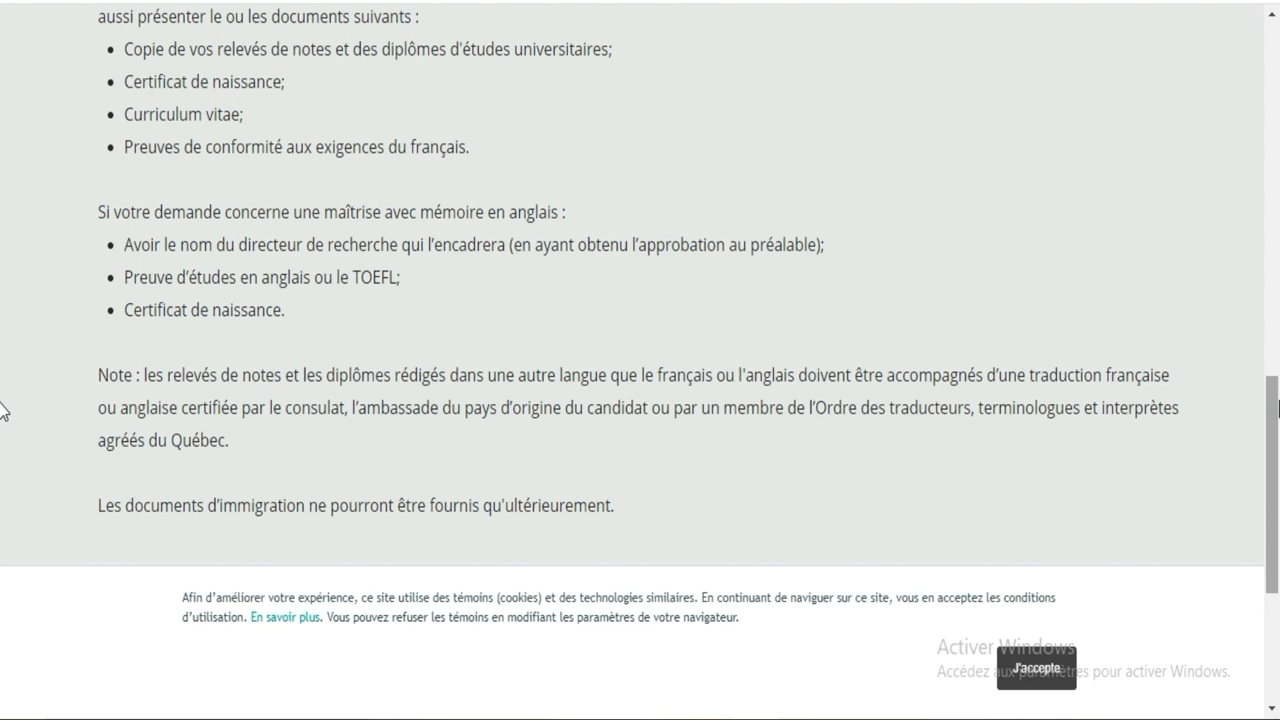 aussi présenter le ou les documents suivants :
• Copie de vos relevés de notes et des diplômes d'études universitaires;
• Certificat de naissance;
• Curriculum vitae;
• Preuves de conformité aux exigences du français.
Si votre demande concerne une maîtrise avec mémoire en anglais :
• Avoir le nom du directeur de recherche qui l’encadrera (en ayant obtenu l’approbation au préalable);
• Preuve d’études en anglais ou le TOEFL;
• Certificat de naissance.
Note : les relevés de notes et les diplômes rédigés dans une autre langue que le français ou l'anglais doivent être accompagnés d’une traduction française
ou anglaise certifiée par le consulat, l’ambassade du pays d’origine du candidat ou par un membre de l’Ordre des traducteurs, terminologues et interprètes
agréés du Québec.
Les documents d’immigration ne pourront être fournis qu'ultérieurement.
Afin d’améliorer votre expérience, ce site utilise des témoins (cookies) et des technologies similaires. En continuant de naviguer sur ce site, vous en acceptez les conditions
d’utilisation. En savoir plus. Vous pouvez refuser les témoins en modifiant les paramètres de votre navigateur.
Activer Windows
J'accepte
Accédez aux paramètres pour activer Windows.